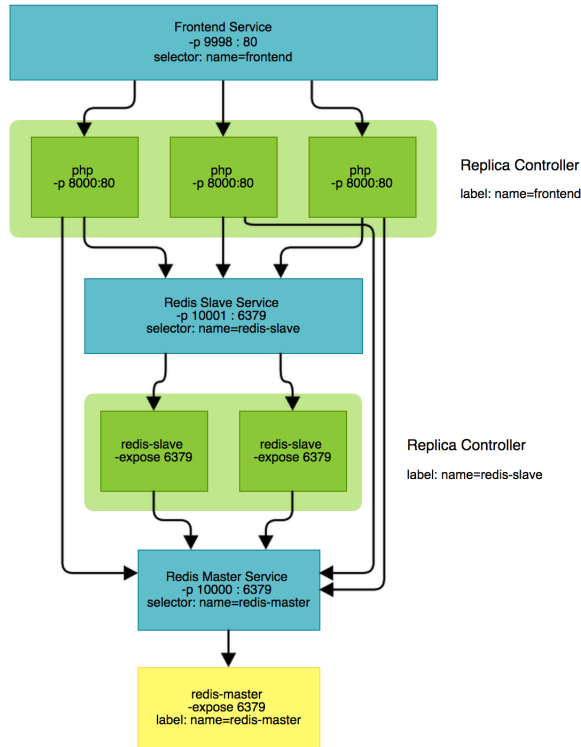 Frontend Service
-p 9998 : 80
selector: name=frontend
php
-p 8000:80
php
-p 8000:80
php
-p 8000:80
Replica Controller
label: name=frontend
Redis Slave Service
-p 10001 : 6379
selector: name=redis-slave
redis-slave
-expose 6379
redis-slave
-expose 6379
Replica Controller
label: name=redis-slave
Redis Master Service
-p 10000 : 6379
selector: name=redis-master
redis-master
-expose 6379
label: name=redis-master